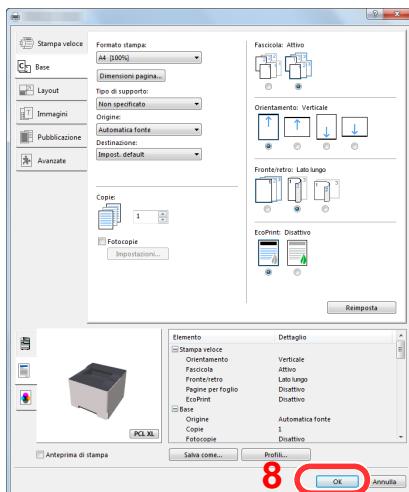 Stampa veloce
Base
Layout
Immagini
Pubblicazione
Avanzate
Formato stampa:
A4 [100%]
Dimensioni pagina...
Tipo di supporto:
Non specificato
Origine:
Automatica fonte
Destinazione:
Impost. default
Copie:
1
Fotocopie
Impostazioni...
Fascicola: Attivo
Orientamento: Verticale
Fronte/retro: Lato lungo
EcoPrint: Disattivo
Reimposta
PCL XL
Anteprima di stampa
Elemento Dettaglio
Stampa veloce
Orientamento Verticale
Fascicola Attivo
Fronte/retro Lato lungo
Pagine per foglio Disattivo
EcoPrint Disattivo
Base
Origine Automatica fonte
Copie 1
Fotocopie Disattivo
Salva come... Profili...
8
OK Annulla